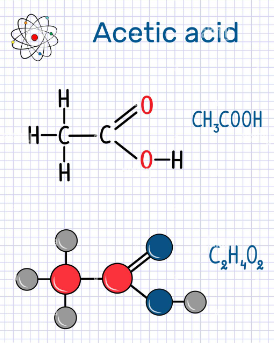 Acetic acid
H
O
H C C
CH₃COOH
H
O H
C₂H₄O₂